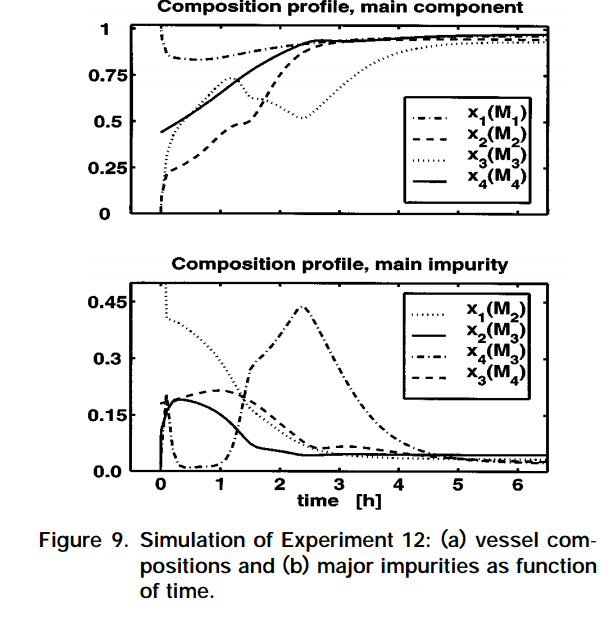 Composition profile, main component
1
0.75
0.5
0.25
0
x1(M1)
x2(M2)
x3(M3)
x4(M4)
Composition profile, main impurity
0.45
0.3
0.15
0.0
x1(M2)
x2(M3)
x4(M3)
x3(M4)
0 1 2 3 4 5 6
time [h]
Figure 9. Simulation of Experiment 12: (a) vessel com-
positions and (b) major impurities as function
of time.